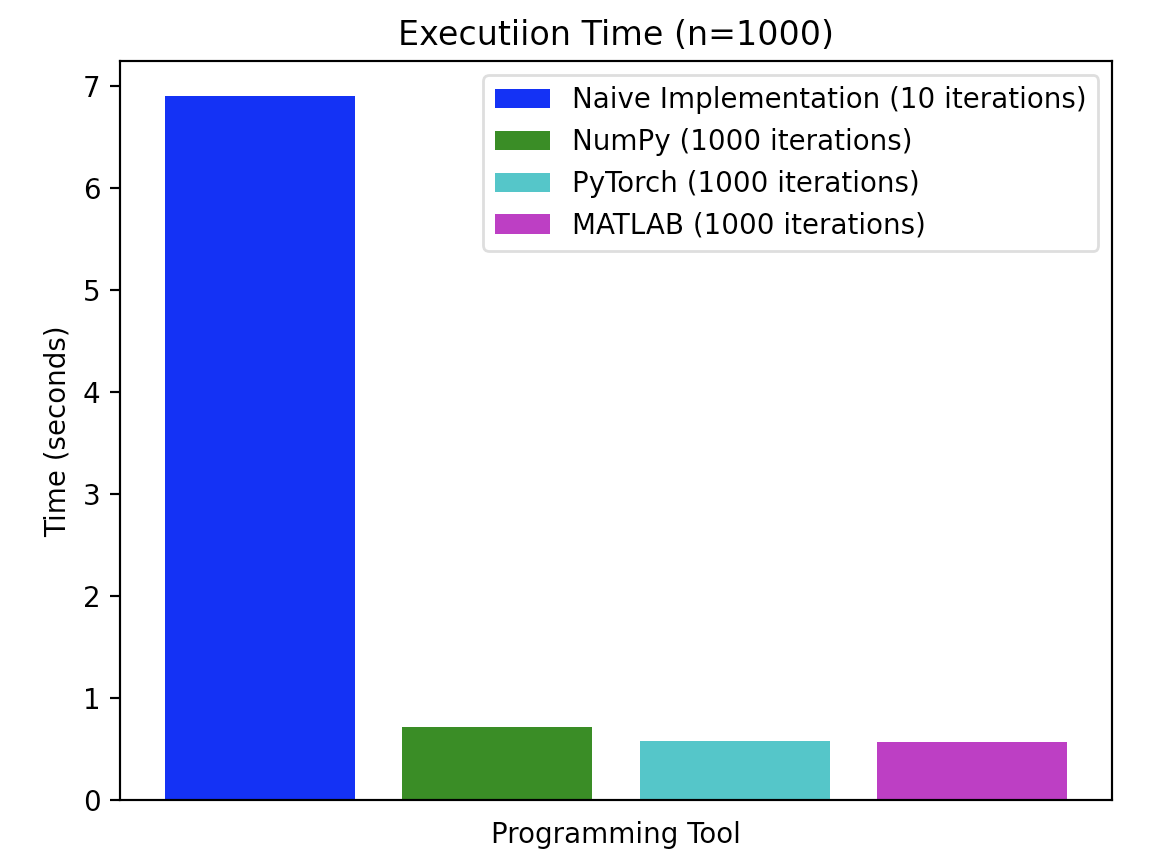 Executiion Time (n=1000)
Naive Implementation (10 iterations)
NumPy (1000 iterations)
PyTorch (1000 iterations)
MATLAB (1000 iterations)
Time (seconds)
7
6
5
4
3
2
1
0
Programming Tool